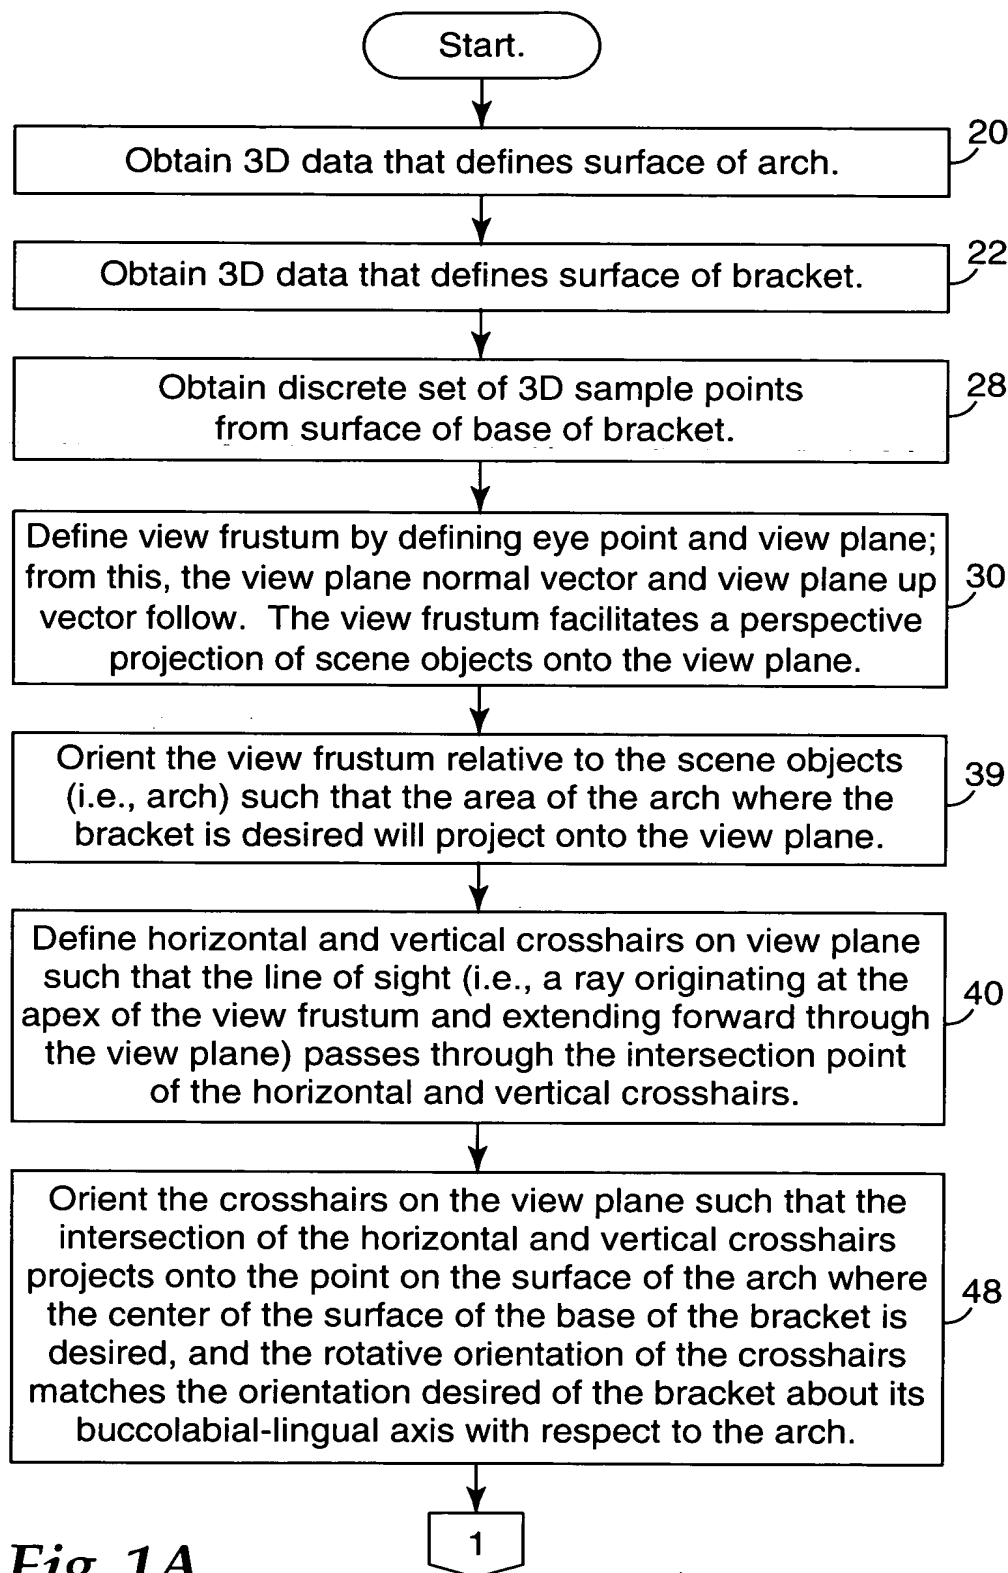 Start.
Obtain 3D data that defines surface of arch.
20
Obtain 3D data that defines surface of bracket.
22
Obtain discrete set of 3D sample points
from surface of base of bracket.
28
Define view frustum by defining eye point and view plane;
from this, the view plane normal vector and view plane up
vector follow. The view frustum facilitates a perspective
projection of scene objects onto the view plane.
30
Orient the view frustum relative to the scene objects
(i.e., arch) such that the area of the arch where the
bracket is desired will project onto the view plane.
39
Define horizontal and vertical crosshairs on view plane
such that the line of sight (i.e., a ray originating at the
apex of the view frustum and extending forward through
the view plane) passes through the intersection point
of the horizontal and vertical crosshairs.
40
Orient the crosshairs on the view plane such that the
intersection of the horizontal and vertical crosshairs
projects onto the point on the surface of the arch where
the center of the surface of the base of the bracket is
desired, and the rotative orientation of the crosshairs
matches the orientation desired of the bracket about its
buccolabial-lingual axis with respect to the arch.
48
1
Fig. 1A